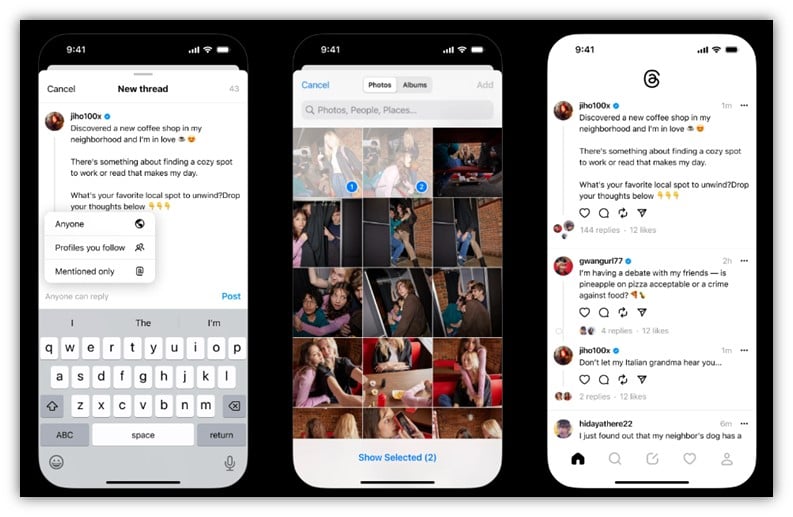 9:41
Cancel
New thread
43
jiho100x
Discovered a new coffee shop in my
neighborhood and I'm in love ☕ 😍
There's something about finding a cozy spot
to work or read that makes my day.
What's your favorite local spot to unwind?Drop
your thoughts below 👇👇👇
Anyone
Profiles you follow
Mentioned only
Anyone can reply
Post
I The I'm
q w e r t y u i o p
a s d f g h j k l
z x c v b n m
ABC space return
9:41
Cancel
Photos
Albums
Add
Photos, People, Places...
1
2
Show Selected (2)
9:41
jiho100x
1m
Discovered a new coffee shop in my
neighborhood and I'm in love ☕ 😍
There's something about finding a cozy spot
to work or read that makes my day.
What's your favorite local spot to unwind?Drop
your thoughts below 👇👇👇
144 replies · 12 likes
gwangurl77
2h
I'm having a debate with my friends — is
pineapple on pizza acceptable or a crime
against food? 🍕🍍
4 replies · 12 likes
jiho100x
1m
Don't let my Italian grandma hear you...
2 replies · 12 likes
hidayathere22
6m
I just found out that my neighbor's dog has a